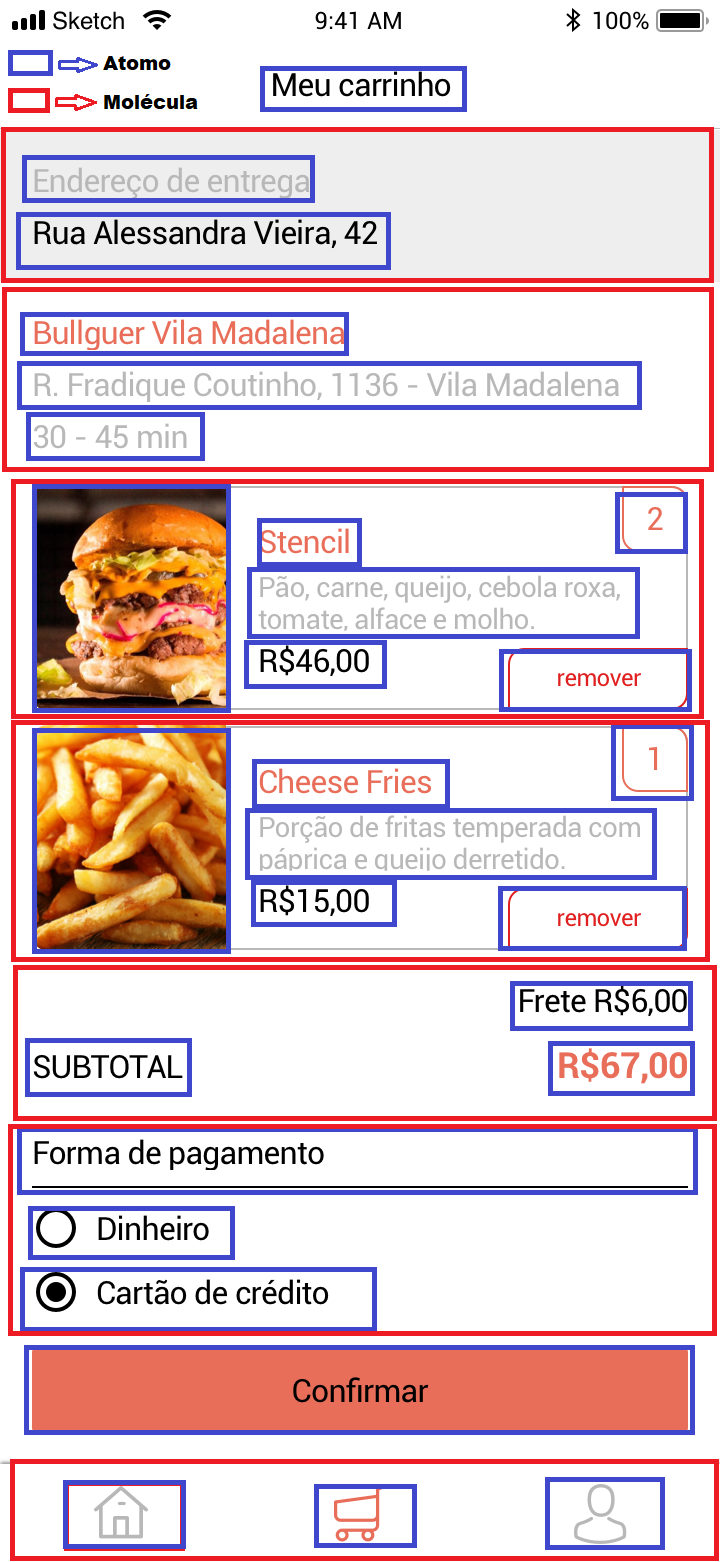 Sketch 9:41 AM 100%
Atomo
Molécula
Meu carrinho
Endereço de entrega
Rua Alessandra Vieira, 42
Bullguer Vila Madalena
R. Fradique Coutinho, 1136 - Vila Madalena
30 - 45 min
2
Stencil
Pão, carne, queijo, cebola roxa,
tomate, alface e molho.
R$46,00
remover
1
Cheese Fries
Porção de fritas temperada com
páprica e queijo derretido.
R$15,00
remover
Frete R$6,00
SUBTOTAL R$67,00
Forma de pagamento
Dinheiro
Cartão de crédito
Confirmar